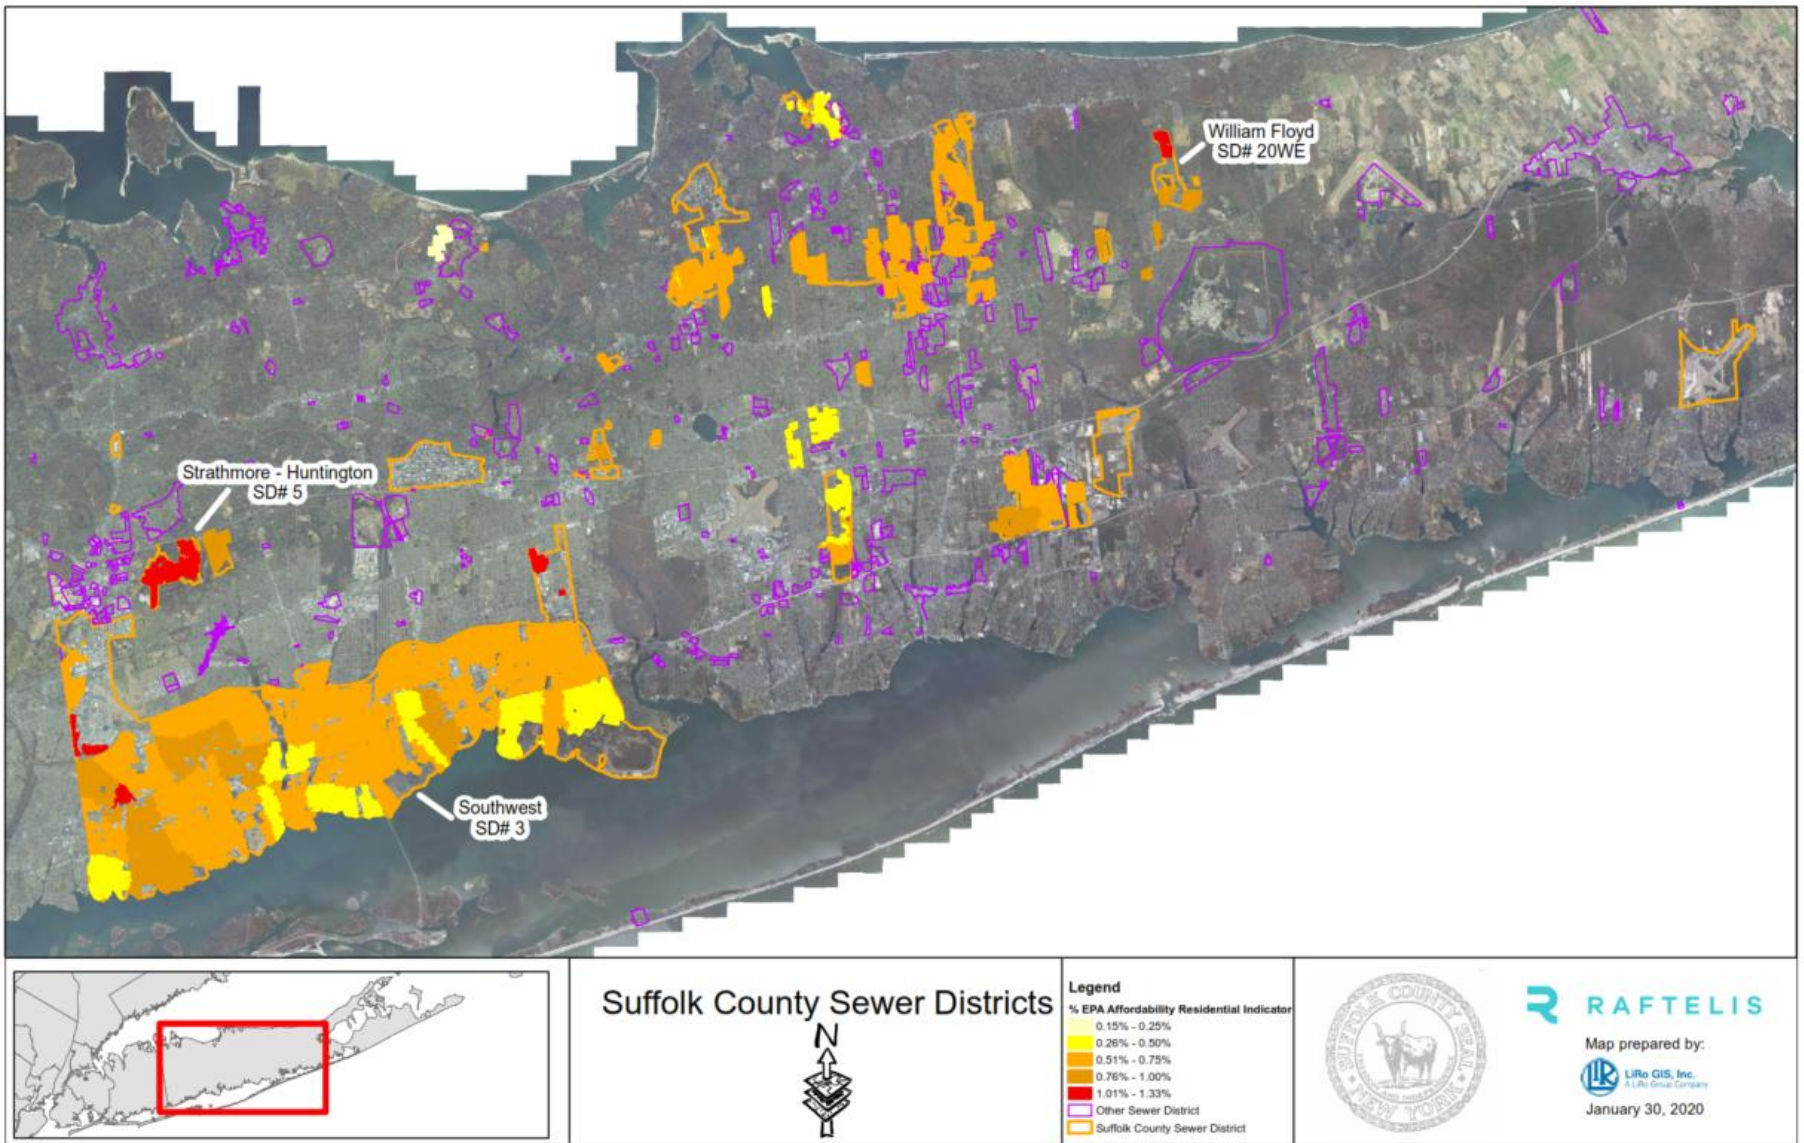 William Floyd
SD# 20WE
Strathmore - Huntington
SD# 5
Southwest
SD# 3
Suffolk County Sewer Districts
N
Legend
% EPA Affordability Residential Indicator
0.15% - 0.25%
0.26% - 0.50%
0.51% - 0.75%
0.76% - 1.00%
1.01% - 1.33%
Other Sewer District
Suffolk County Sewer District
SUFFOLK COUNTY SEAL
NEW YORK
RAFTELIS
Map prepared by:
LiRo GIS, Inc.
A LiRo Group Company
January 30, 2020